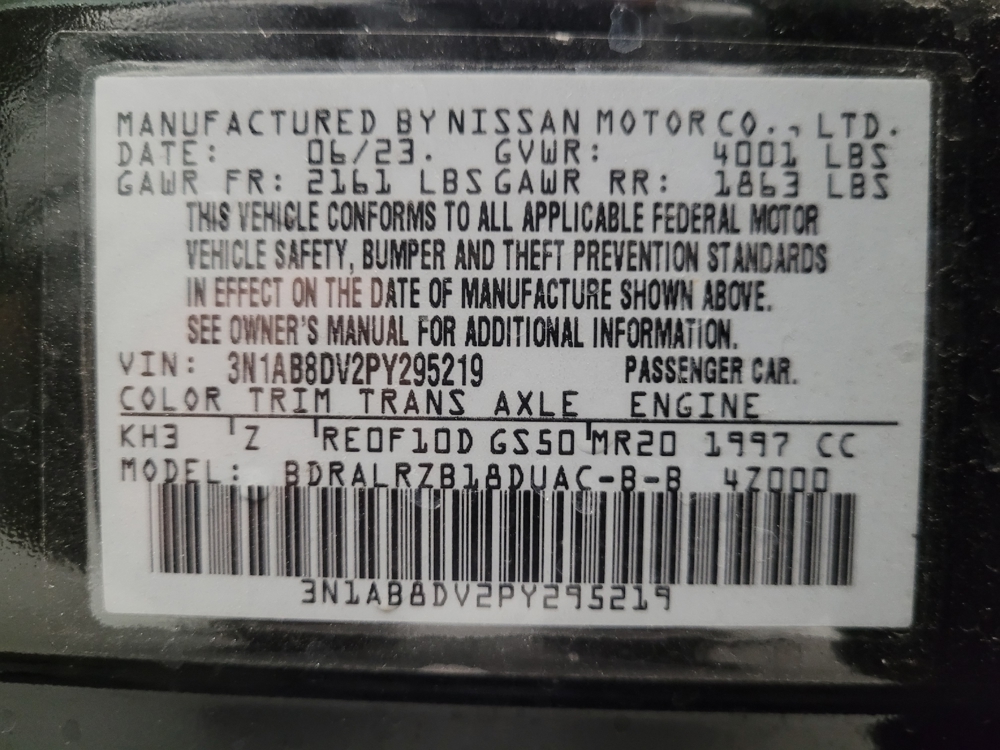 MANUFACTURED BY NISSAN MOTOR CO., LTD.
DATE: 06/23. GVWR: 4001 LBS
GAWR FR: 2161 LBS GAWR RR: 1863 LBS
THIS VEHICLE CONFORMS TO ALL APPLICABLE FEDERAL MOTOR
VEHICLE SAFETY, BUMPER AND THEFT PREVENTION STANDARDS
IN EFFECT ON THE DATE OF MANUFACTURE SHOWN ABOVE.
SEE OWNER'S MANUAL FOR ADDITIONAL INFORMATION.
VIN: 3N1AB8DV2PY295219 PASSENGER CAR.
COLOR TRIM TRANS AXLE ENGINE
KH3 Z RE0F10D GS50 MR20 1997 CC
MODEL: BDRALRZB18DUAC-B-B 4Z000
3N1AB8DV2PY295219